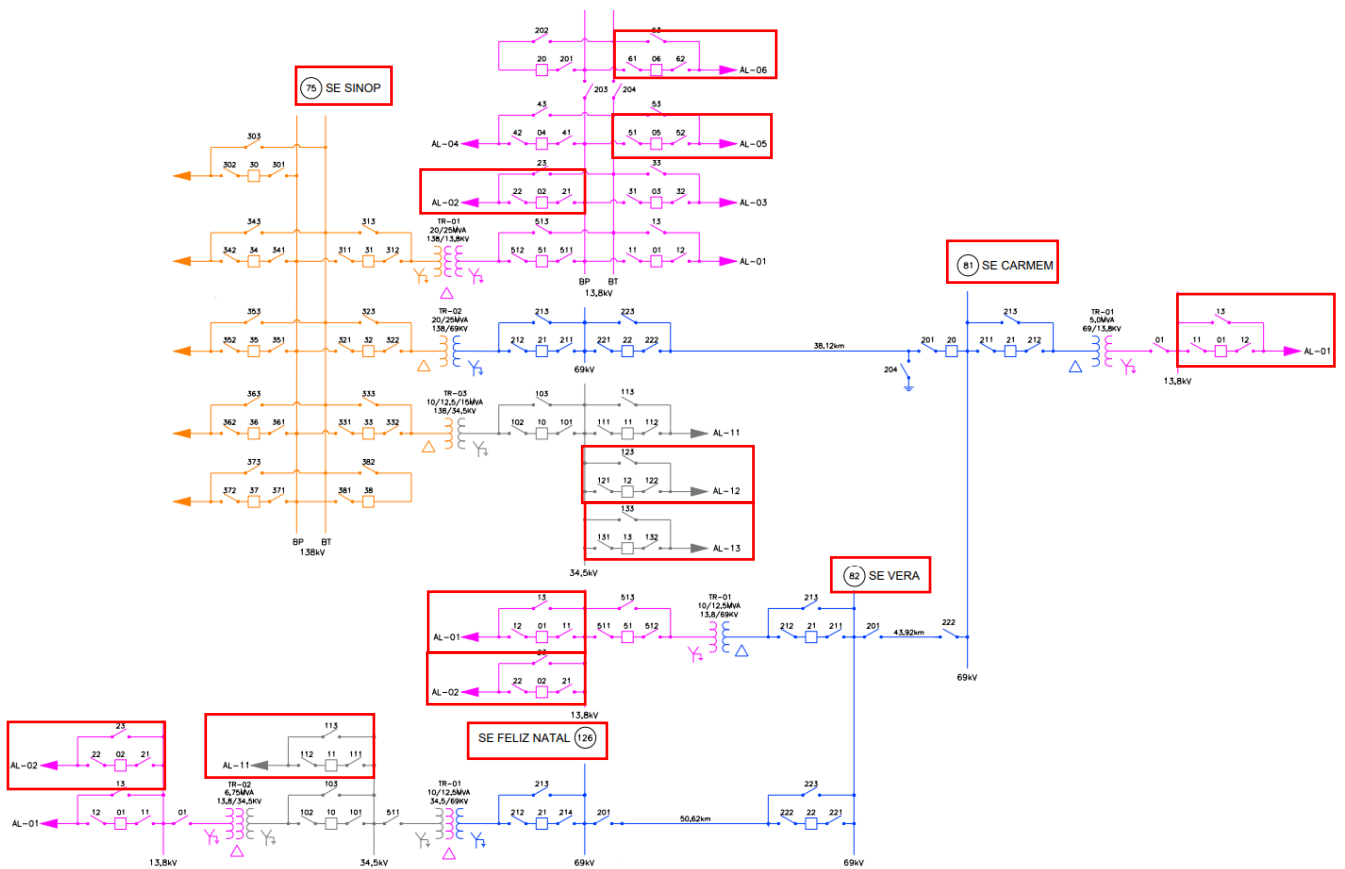 202
53
20
201
61
06
62
AL-06
75 SE SINOP
203
204
43
53
303
AL-04
42
04
41
51
05
52
AL-05
302
30
301
23
33
22
02
21
AL-02
31
03
32
AL-03
343
313
TR-01
20/25MVA
138/13,8KV
513
13
342
34
341
311
31
312
512
51
511
11
01
12
AL-01
81 SE CARMEM
BP
BT
13,8kV
353
323
TR-02
20/25MVA
138/69KV
213
223
213
TR-01
5,0MVA
69/13,8KV
13
352
35
351
321
32
322
212
21
211
221
22
222
38,12km
201
20
211
21
212
01
11
01
12
AL-01
69kV
204
13,8kV
363
333
TR-03
10/12,5/15MVA
138/34,5KV
103
113
362
36
361
331
33
332
102
10
101
111
11
112
AL-11
373
382
123
372
37
371
381
38
121
12
122
AL-12
133
BP
BT
138kV
131
13
132
AL-13
34,5kV
82 SE VERA
13
513
TR-01
10/12,5MVA
13,8/69KV
213
AL-01
12
01
11
511
51
512
212
21
211
201
43,92km
222
23
69kV
AL-02
22
02
21
13,8kV
23
113
SE FELIZ NATAL 126
AL-02
22
02
21
AL-11
112
11
111
13
TR-02
6,75MVA
13,8/34,5KV
103
TR-01
10/12,5MVA
34,5/69KV
213
223
AL-01
12
01
11
01
102
10
101
511
212
21
214
201
50,62km
222
22
221
13,8kV
34,5kV
69kV
69kV